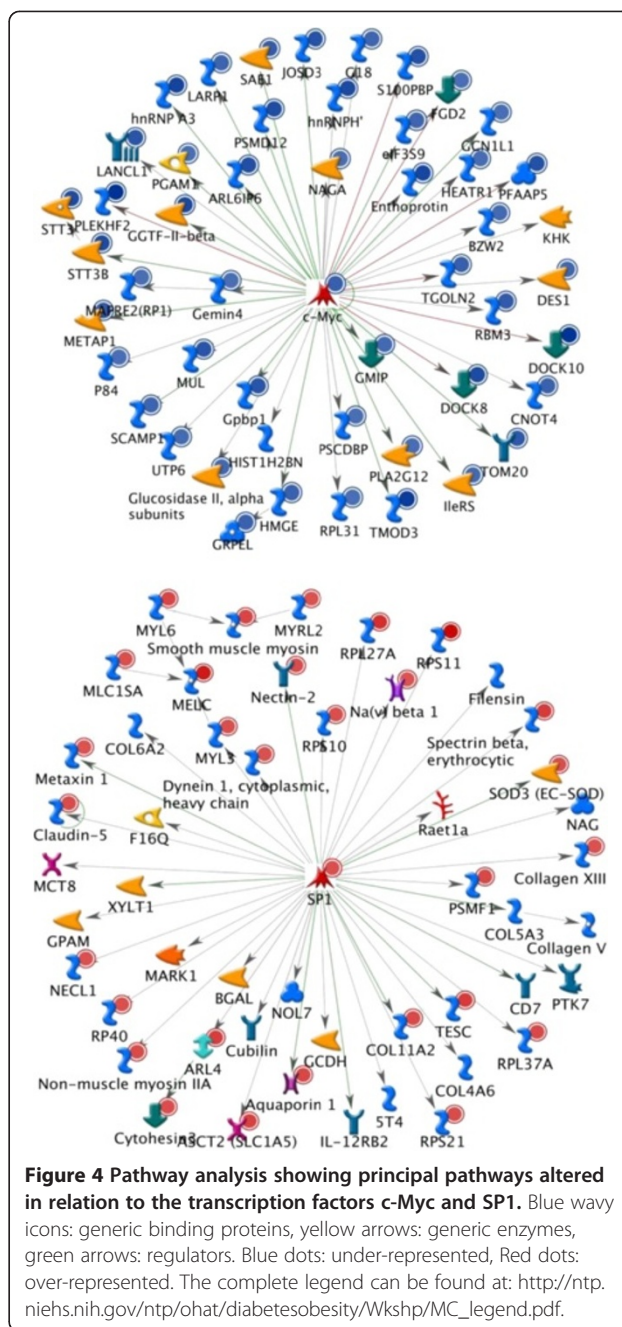 JOSD3 G18
SAE1 S100PBP
LARP1 FGD2
hnRNP A3 hnRNPH' GCN1L1
PSMD12 eIF3S9
LANCL1 NAGA HEATR1 PFAAP5
PGAM1 ARL6IP6 Enthoprotin
STT3 PLEKHF2 GGTF-II-beta BZW2 KHK
STT3B TGOLN2 DES1
MAPRE2(RP1) Gemin4 c-Myc RBM3
METAP1 GMIP DOCK10
P84 MUL DOCK8 CNOT4
SCAMP1 Gpbp1 PSCDBP TOM20
UTP6 HIST1H2BN PLA2G12
Glucosidase II, alpha
subunits
IleRS
HMGE RPL31 TMOD3
GRPEL
MYL6 MYRL2
Smooth muscle myosin RPL27A RPS11
MLC1SA MELC Nectin-2 Na(v) beta 1 Filensin
COL6A2 MYL3 RPS10 Spectrin beta,
erythrocytic
Metaxin 1 Dynein 1, cytoplasmic,
heavy chain
SOD3 (EC-SOD)
Claudin-5 F16Q Raet1a NAG
MCT8 SP1 Collagen XIII
XYLT1 PSMF1
GPAM COL5A3 Collagen V
NECL1 MARK1 BGAL CD7 PTK7
RP40 NOL7 TESC
Cubilin GCDH COL11A2 RPL37A
Non-muscle myosin IIA ARL4 COL4A6
Aquaporin 1 5T4
Cytohesin3 ASCT2 (SLC1A5) IL-12RB2 RPS21
Figure 4 Pathway analysis showing principal pathways altered
in relation to the transcription factors c-Myc and SP1. Blue wavy
icons: generic binding proteins, yellow arrows: generic enzymes,
green arrows: regulators. Blue dots: under-represented, Red dots:
over-represented. The complete legend can be found at: http://ntp.
niehs.nih.gov/ntp/ohat/diabetesobesity/Wkshp/MC_legend.pdf.